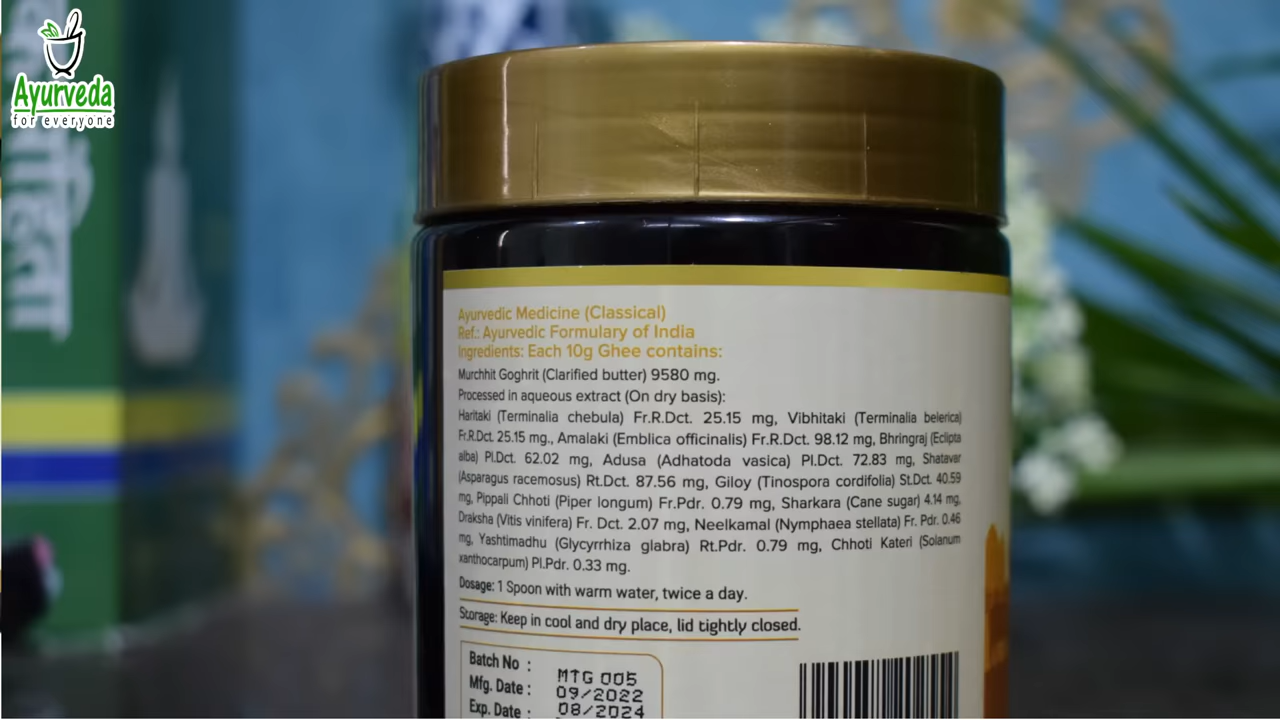 Ayurveda
for everyone
Ayurvedic Medicine (Classical)
Ref.: Ayurvedic Formulary of India
Ingredients: Each 10g Ghee contains:
Murchhit Goghrit (Clarified butter) 9580 mg.
Processed in aqueous extract (On dry basis):
Haritaki (Terminalia chebula) Fr.R.Dct. 25.15 mg, Vibhitaki (Terminalia belerica)
Fr.R.Dct. 25.15 mg., Amalaki (Emblica officinalis) Fr.R.Dct. 98.12 mg, Bhringraj (Eclipta
alba) Pl.Dct. 62.02 mg, Adusa (Adhatoda vasica) Pl.Dct. 72.83 mg, Shatavar
(Asparagus racemosus) Rt.Dct. 87.56 mg, Giloy (Tinospora cordifolia) St.Dct. 40.59
mg, Pippali Chhoti (Piper longum) Fr.Pdr. 0.79 mg, Sharkara (Cane sugar) 4.14 mg,
Draksha (Vitis vinifera) Fr. Dct. 2.07 mg, Neelkamal (Nymphaea stellata) Fr. Pdr. 0.46
mg, Yashtimadhu (Glycyrrhiza glabra) Rt.Pdr. 0.79 mg, Chhoti Kateri (Solanum
xanthocarpum) Pl.Pdr. 0.33 mg.
Dosage: 1 Spoon with warm water, twice a day.
Storage: Keep in cool and dry place, lid tightly closed.
Batch No : MTG 005
Mfg. Date : 09/2022
Exp. Date : 08/2024